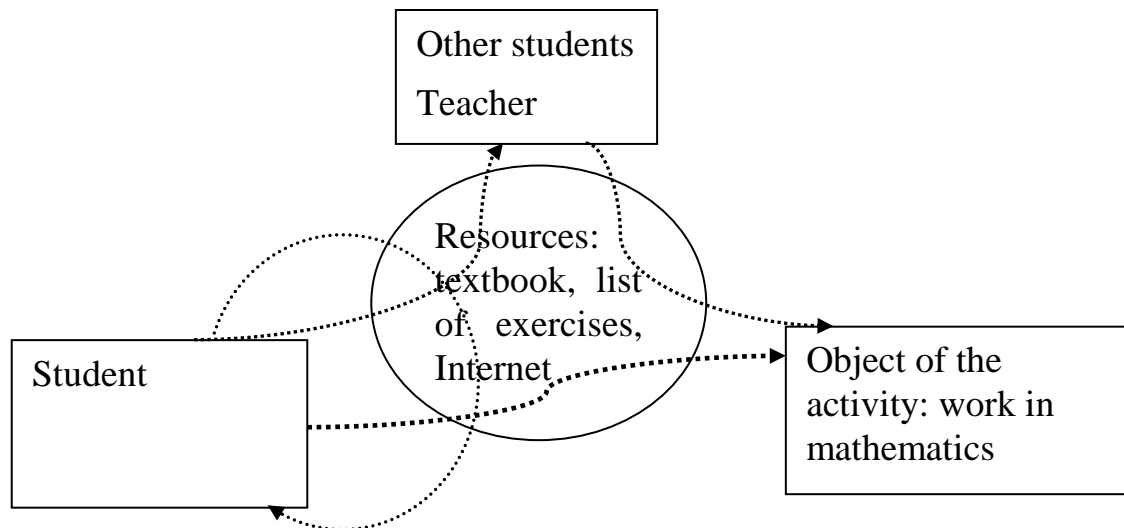 Other students
Teacher
Resources:
textbook, list
of exercises,
Internet
Student
Object of the
activity: work in
mathematics